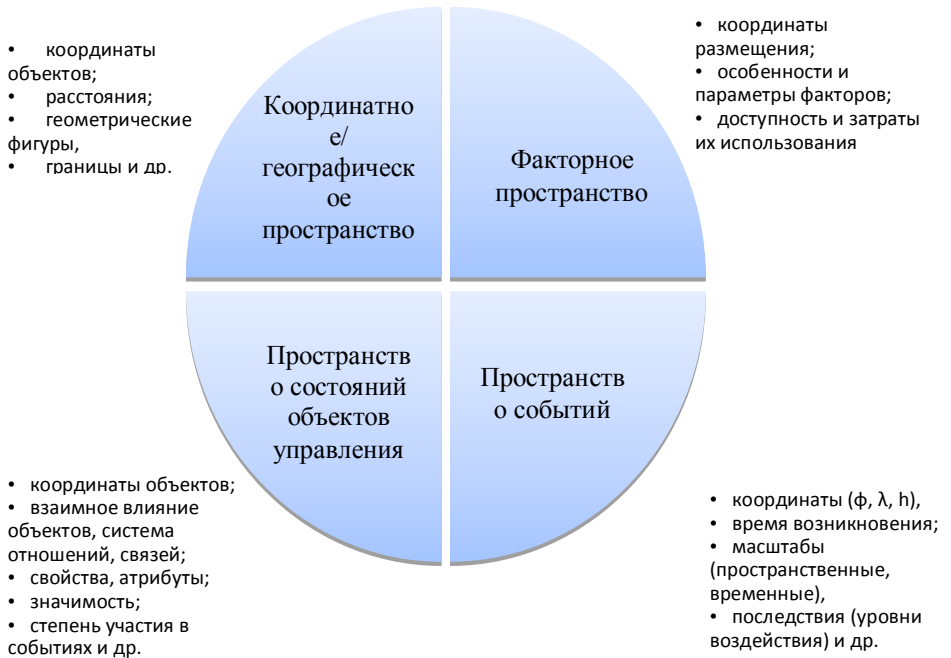 • координаты
объектов;
• расстояния;
• геометрические
фигуры,
• границы и др.
Координатно
е/
географическ
ое
пространство
• координаты
размещения;
• особенности и
параметры факторов;
• доступность и затраты
их использования
Факторное
пространство
Пространств
о состояний
объектов
управления
• координаты объектов;
• взаимное влияние
объектов, система
отношений, связей;
• свойства, атрибуты;
• значимость;
• степень участия в
событиях и др.
Пространств
о событий
• координаты (ф, λ, h),
• время возникновения;
• масштабы
(пространственные,
временные),
• последствия (уровни
воздействия) и др.